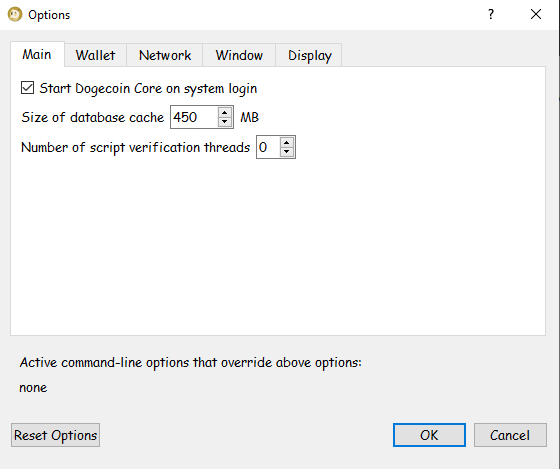 Options
?
Main Wallet Network Window Display
Start Dogecoin Core on system login
Size of database cache 450 MB
Number of script verification threads 0
Active command-line options that override above options:
none
Reset Options OK Cancel